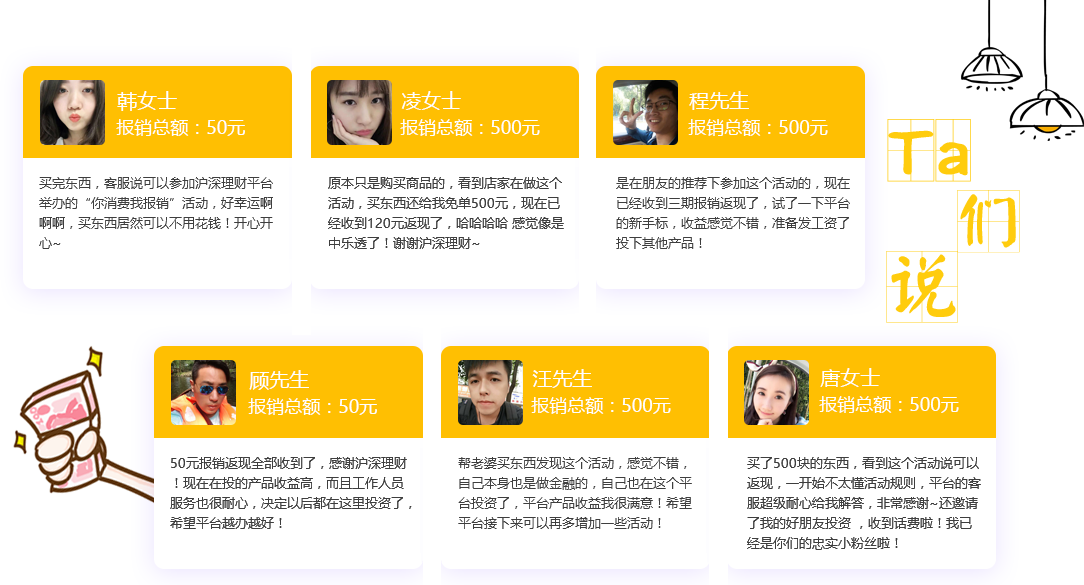 韩女士
报销总额：50元
买完东西，客服说可以参加沪深理财平台
举办的“你消费我报销”活动，好幸运啊
啊啊，买东西居然可以不用花钱！开心开
心~
凌女士
报销总额：500元
原本只是购买商品的，看到店家在做这个
活动，买东西还给我免单500元，现在已
经收到120元返现了，哈哈哈哈 感觉像是
中乐透了！谢谢沪深理财~
程先生
报销总额：500元
是在朋友的推荐下参加这个活动的，现在
已经收到三期报销返现了，试了一下平台
的新手标，收益感觉不错，准备发工资了
投下其他产品！
Ta
们
说
顾先生
报销总额：50元
50元报销返现全部收到了，感谢沪深理财
！现在在投的产品收益高，而且工作人员
服务也很耐心，决定以后都在这里投资了，
希望平台越办越好！
汪先生
报销总额：500元
帮老婆买东西发现这个活动，感觉不错，
自己本身也是做金融的，自己也在这个平
台投资了，平台产品收益我很满意！希望
平台接下来可以再多增加一些活动！
唐女士
报销总额：500元
买了500块的东西，看到这个活动说可以
返现，一开始不太懂活动规则，平台的客
服超级耐心给我解答，非常感谢~还邀请
了我的好朋友投资 ，收到话费啦！我已
经是你们的忠实小粉丝啦！